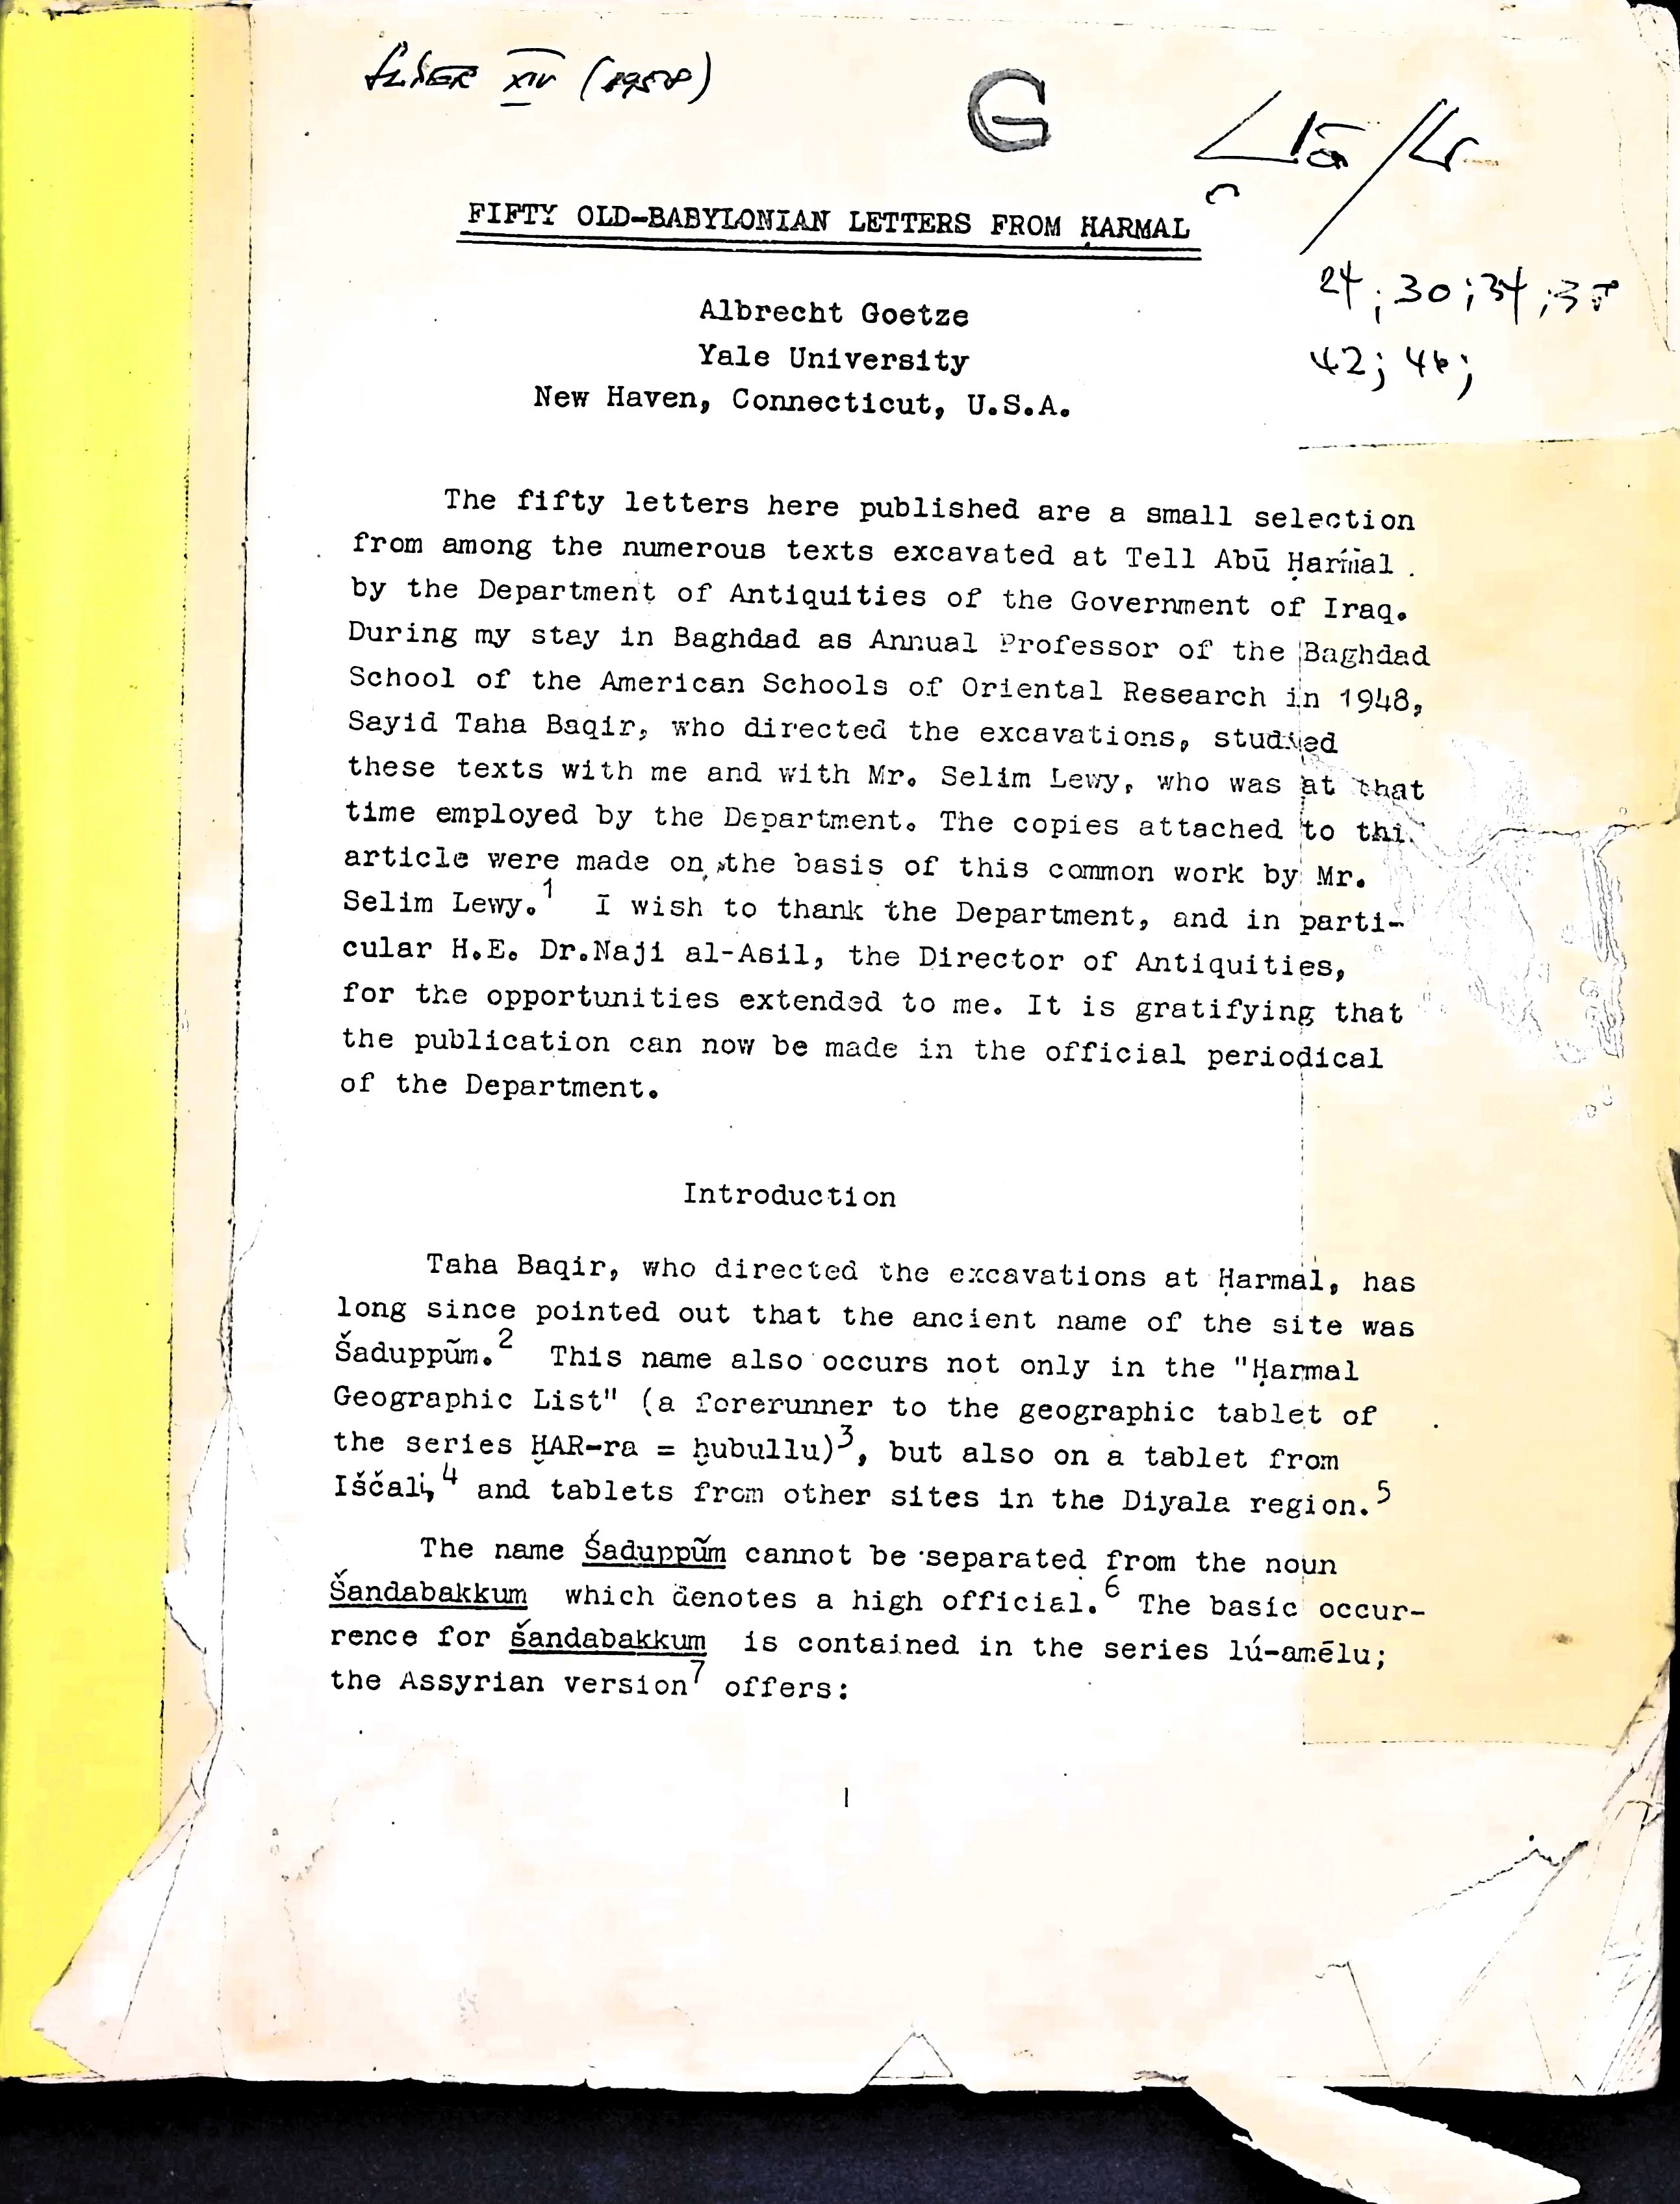 XIV (1958)
G
FIFTY OLD-BABYLONIAN LETTERS FROM ḤARMAL
24; 30; 34; 35
42; 46;
Albrecht Goetze
Yale University
New Haven, Connecticut, U.S.A.
The fifty letters here published are a small selection
from among the numerous texts excavated at Tell Abū Ḥarmal
by the Department of Antiquities of the Government of Iraq.
During my stay in Baghdad as Annual Professor of the Baghdad
School of the American Schools of Oriental Research in 1948,
Sayid Taha Baqir, who directed the excavations, studied
these texts with me and with Mr. Selim Lewy, who was at that
time employed by the Department. The copies attached to thi
article were made on the basis of this common work by Mr.
Selim Lewy.1 I wish to thank the Department, and in parti-
cular H.E. Dr.Naji al-Asil, the Director of Antiquities,
for the opportunities extended to me. It is gratifying that
the publication can now be made in the official periodical
of the Department.
Introduction
Taha Baqir, who directed the excavations at Ḥarmal, has
long since pointed out that the ancient name of the site was
Šaduppũm.2 This name also occurs not only in the "Ḥarmal
Geographic List" (a forerunner to the geographic tablet of
the series ḪAR-ra = ḫubullu)3, but also on a tablet from
Iščali,4 and tablets from other sites in the Diyala region.5
The name Šaduppũm cannot be separated from the noun
Šandabakkum which denotes a high official.6 The basic occur-
rence for šandabakkum is contained in the series lú-amēlu;
the Assyrian version7 offers:
1